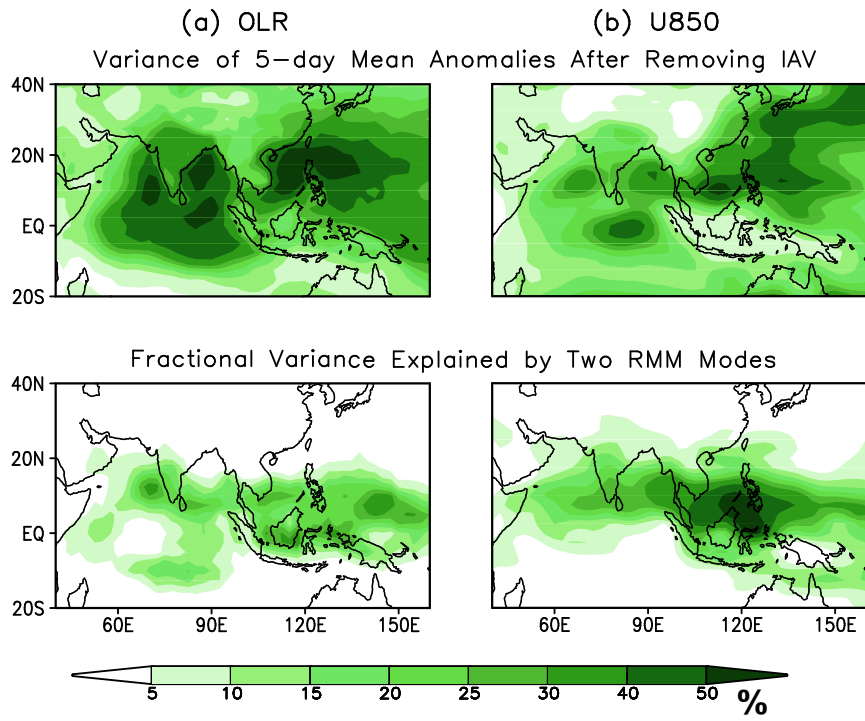 (a) OLR
(b) U850
Variance of 5-day Mean Anomalies After Removing IAV
40N
20N
EQ
20S
Fractional Variance Explained by Two RMM Modes
40N
20N
EQ
20S
60E 90E 120E 150E
60E 90E 120E 150E
5 10 15 20 25 30 40 50 %